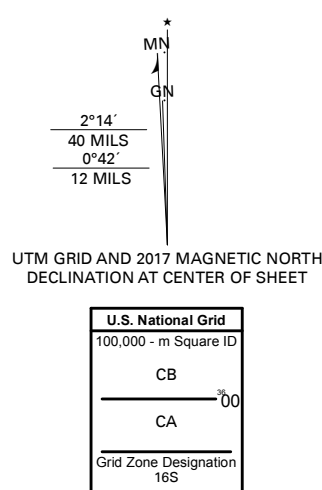 ★
MN
GN
2°14´
40 MILS
0°42´
12 MILS
UTM GRID AND 2017 MAGNETIC NORTH
DECLINATION AT CENTER OF SHEET
U.S. National Grid
100,000 - m Square ID
CB
3600
CA
Grid Zone Designation
16S